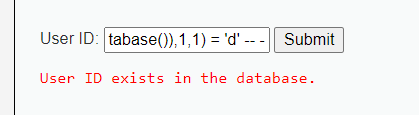 User ID: tabase()),1,1) = 'd' -- - Submit
User ID exists in the database.